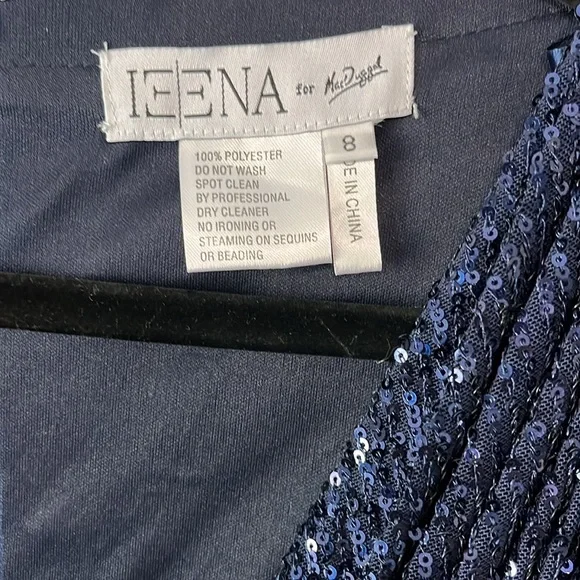 IEENA for Mac Duggal
8
100% POLYESTER
DO NOT WASH
SPOT CLEAN
BY PROFESSIONAL
DRY CLEANER
NO IRONING OR
STEAMING ON SEQUINS
OR BEADING
DE IN CHINA